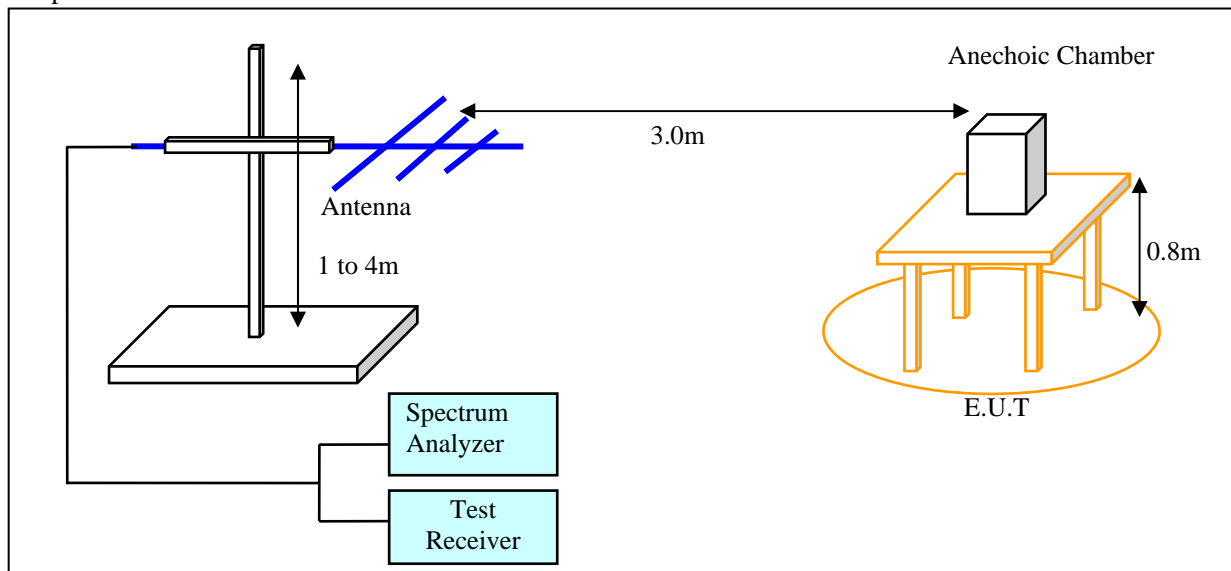 Anechoic Chamber
3.0m
Antenna
1 to 4m
0.8m
E.U.T
Spectrum
Analyzer
Test
Receiver